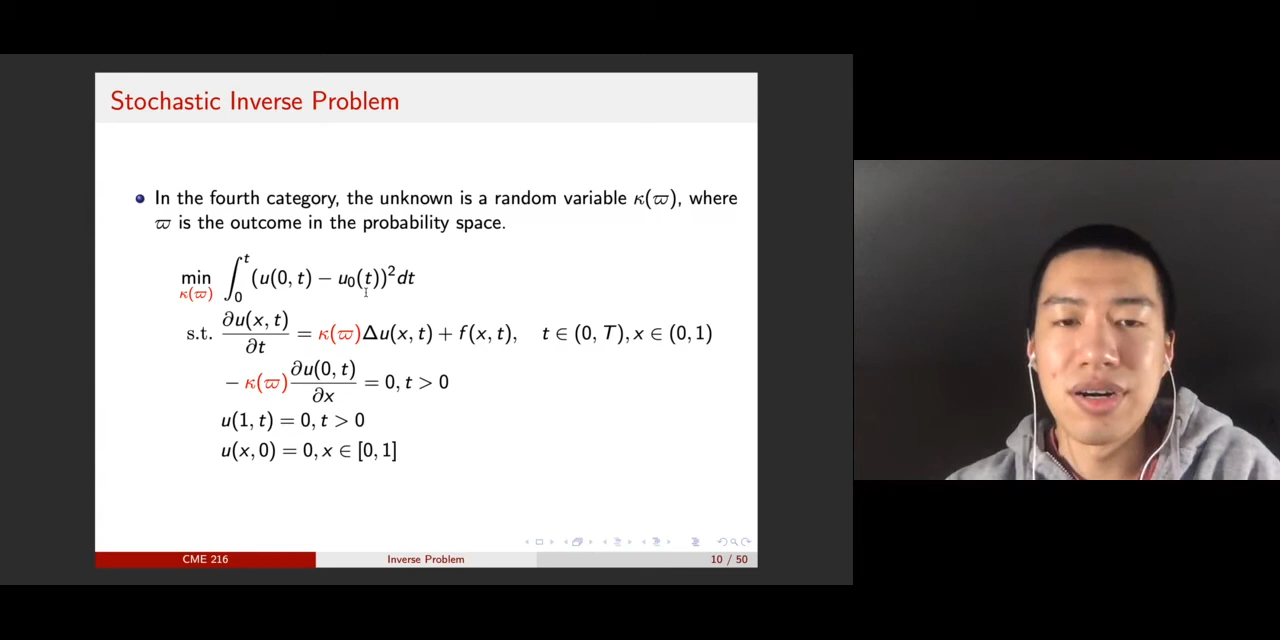 Stochastic Inverse Problem
In the fourth category, the unknown is a random variable κ(ϖ), where
ϖ is the outcome in the probability space.
min_{κ(ϖ)} ∫_0^t (u(0, t) − u₀(t))² dt
s.t. ∂u(x, t)/∂t = κ(ϖ)Δu(x, t) + f(x, t), t ∈ (0, T), x ∈ (0, 1)
− κ(ϖ) ∂u(0, t)/∂x = 0, t > 0
u(1, t) = 0, t > 0
u(x, 0) = 0, x ∈ [0, 1]
CME 216 Inverse Problem 10 / 50